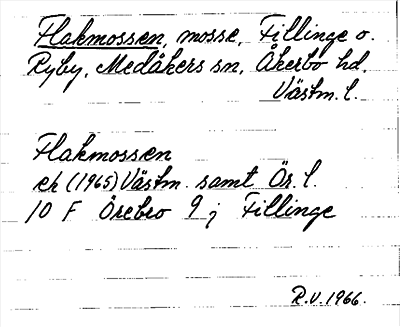 Flakmossen, mosse, Fillinge o.
Ryby, Medåkers sn, Åkerbo hd,
Västm. l.
Flakmossen
ek (1965) Västm. samt Ör. l.
10 F Örebro 9 j Fillinge
R.V. 1966.